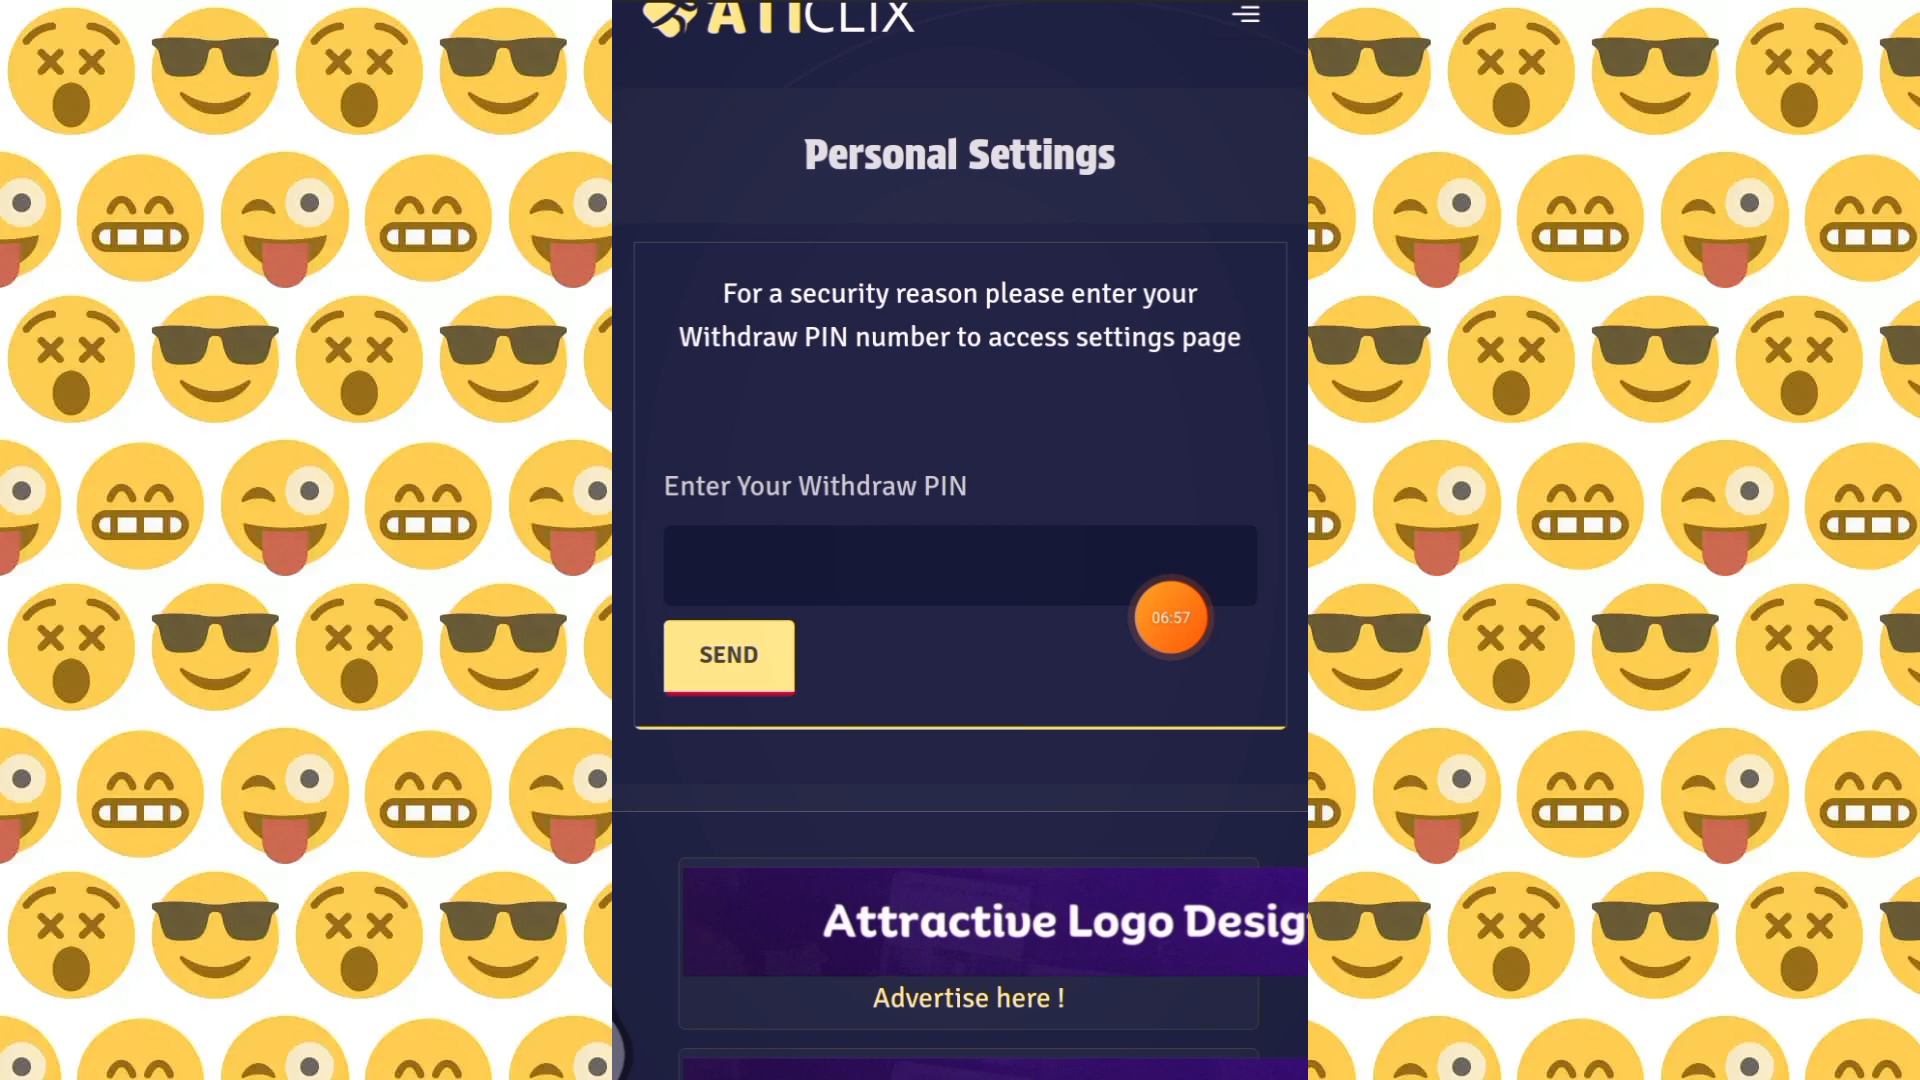 ATICLIX
Personal Settings
For a security reason please enter your
Withdraw PIN number to access settings page
Enter Your Withdraw PIN
06:57
SEND
Attractive Logo Desig
Advertise here !